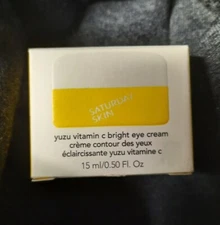 SATURDAY
SKIN
yuzu vitamin c bright eye cream
crème contour des yeux
éclaircissante yuzu vitamine c
15 ml/0.50 Fl. Oz